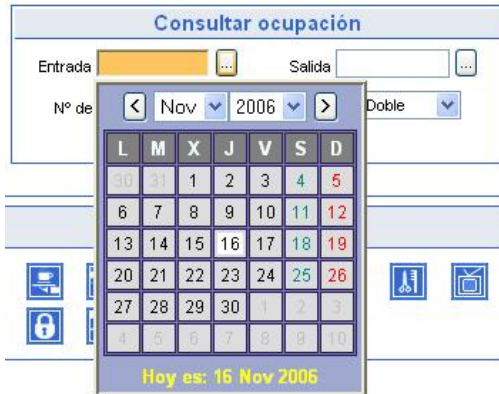 Consultar ocupación
Entrada ... Salida ...
Nº de Doble
< Nov 2006 >
L M X J V S D
30 31 1 2 3 4 5
6 7 8 9 10 11 12
13 14 15 16 17 18 19
20 21 22 23 24 25 26
27 28 29 30 1 2 3
4 5 6 7 8 9 10
Hoy es: 16 Nov 2006